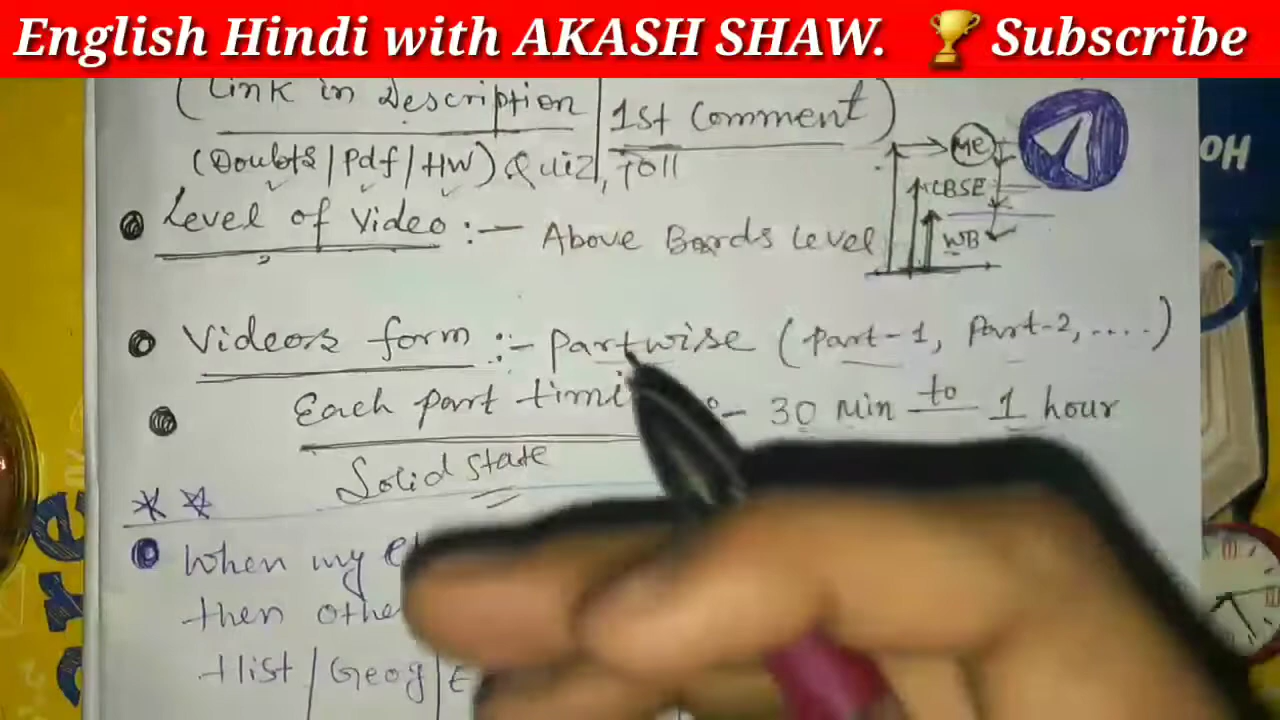 English Hindi with AKASH SHAW. 🏆 Subscribe
(Link in Description | 1st Comment)
(Doubts / Pdf / HW) Quiz, Poll
ME
CBSE
WB
Level of Video :- Above Boards Level
Videos form :- Partwise (Part-1, Part-2, ....)
Each part timi :- 30 Min to 1 hour
Solid State
When my
then othe
Hist / Geog / E
are
OH